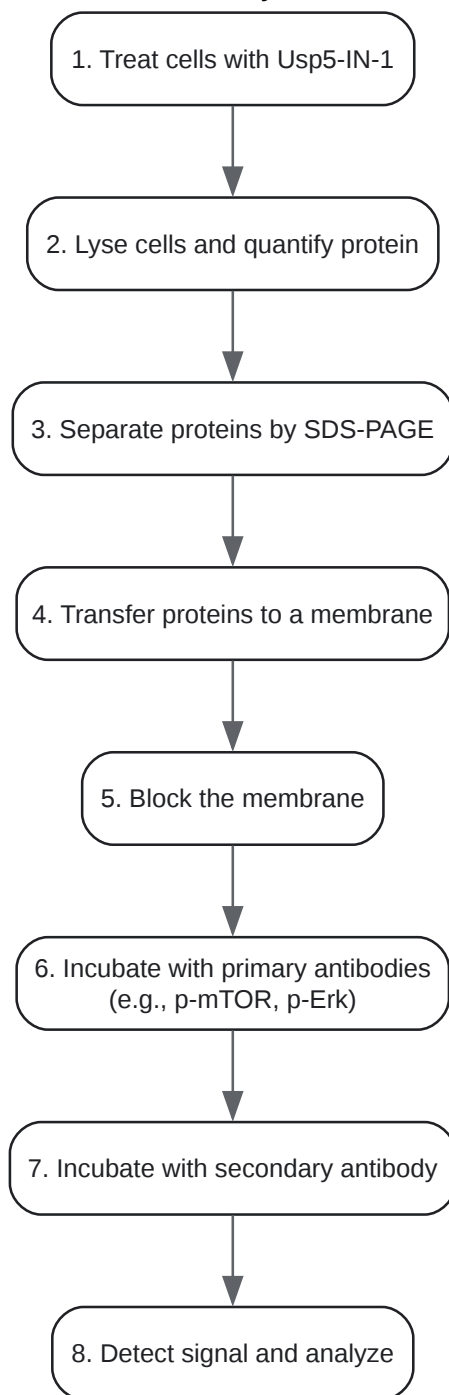 1. Treat cells with Usp5-IN-1
2. Lyse cells and quantify protein
3. Separate proteins by SDS-PAGE
4. Transfer proteins to a membrane
5. Block the membrane
6. Incubate with primary antibodies
(e.g., p-mTOR, p-Erk)
7. Incubate with secondary antibody
8. Detect signal and analyze